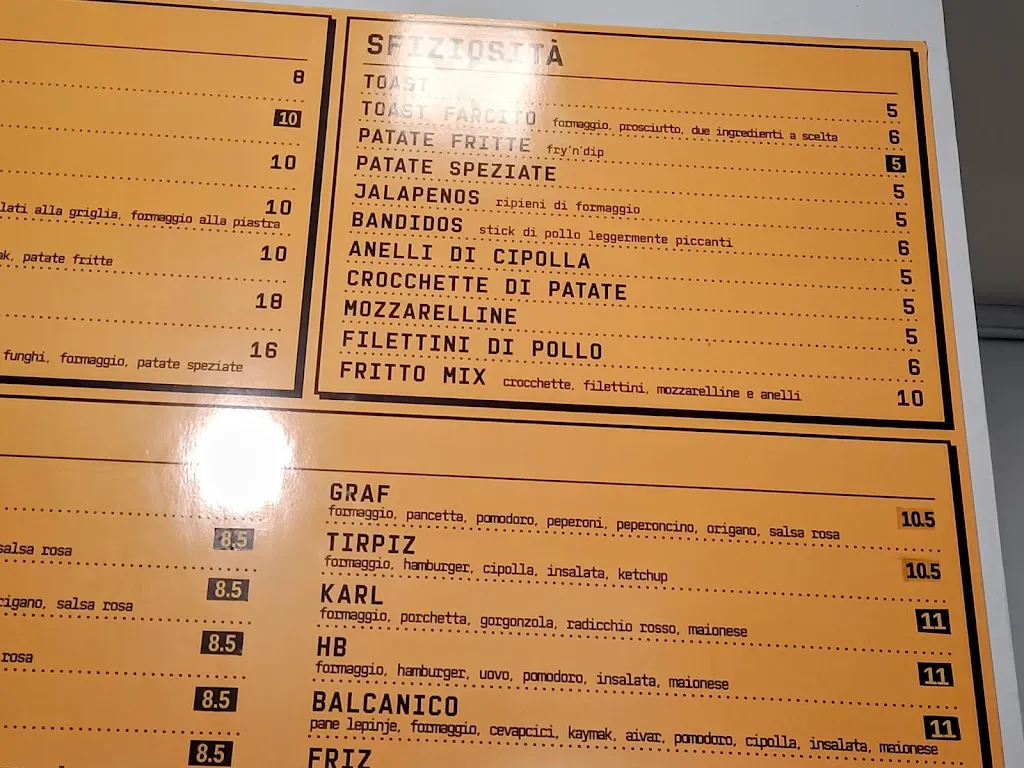 8
10
10
10
lati alla griglia, formaggio alla piastra
10
ak, patate fritte
18
16
funghi, formaggio, patate speziate
SFIZIOSITÀ
TOAST 5
TOAST FARCITO formaggio, prosciutto, due ingredienti a scelta 6
PATATE FRITTE fry'n'dip 5
PATATE SPEZIATE 5
JALAPENOS ripieni di formaggio 5
BANDIDOS stick di pollo leggermente piccanti 6
ANELLI DI CIPOLLA 5
CROCCHETTE DI PATATE 5
MOZZARELLINE 5
FILETTINI DI POLLO 6
FRITTO MIX crocchette, filettini, mozzarelline e anelli 10
8.5
salsa rosa
8.5
rigano, salsa rosa
8.5
rosa
8.5
8.5
GRAF
formaggio, pancetta, pomodoro, peperoni, peperoncino, origano, salsa rosa 10.5
TIRPIZ
formaggio, hamburger, cipolla, insalata, ketchup 10.5
KARL
formaggio, porchetta, gorgonzola, radicchio rosso, maionese 11
HB
formaggio, hamburger, uovo, pomodoro, insalata, maionese 11
BALCANICO
pane lepinje, formaggio, cevapcici, kaymak, aivar, pomodoro, cipolla, insalata, maionese 11
FRIZ